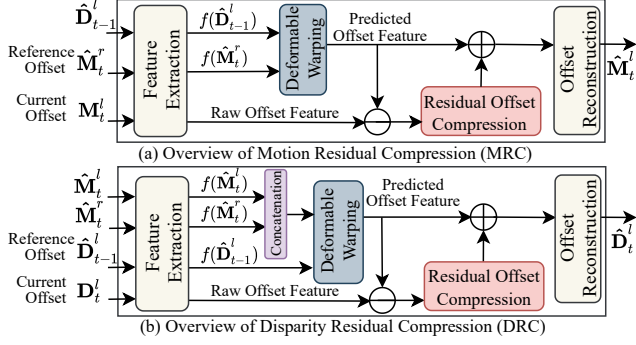 D̂ˡₜ₋₁
Reference
Offset M̂ʳₜ
Current
Offset Mˡₜ
Feature
Extraction
f(D̂ˡₜ₋₁)
f(M̂ʳₜ)
Raw Offset Feature
Deformable
Warping
Predicted
Offset Feature
Residual Offset
Compression
Offset
Reconstruction
M̂ˡₜ
(a) Overview of Motion Residual Compression (MRC)
M̂ˡₜ
M̂ʳₜ
Reference
Offset D̂ˡₜ₋₁
Current
Offset Dˡₜ
Feature
Extraction
f(M̂ˡₜ)
f(M̂ʳₜ)
f(D̂ˡₜ₋₁)
Raw Offset Feature
Concatenation
Deformable
Warping
Predicted
Offset Feature
Residual Offset
Compression
Offset
Reconstruction
D̂ˡₜ
(b) Overview of Disparity Residual Compression (DRC)